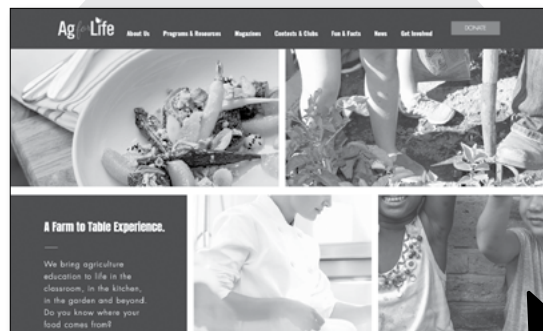 Ag for Life
About Us Programs & Resources Magazines Contests & Clubs Fun & Facts News Get Involved DONATE
A Farm to Table Experience.
We bring agriculture
education to life in the
classroom, in the kitchen,
in the garden and beyond.
Do you know where your
food comes from?